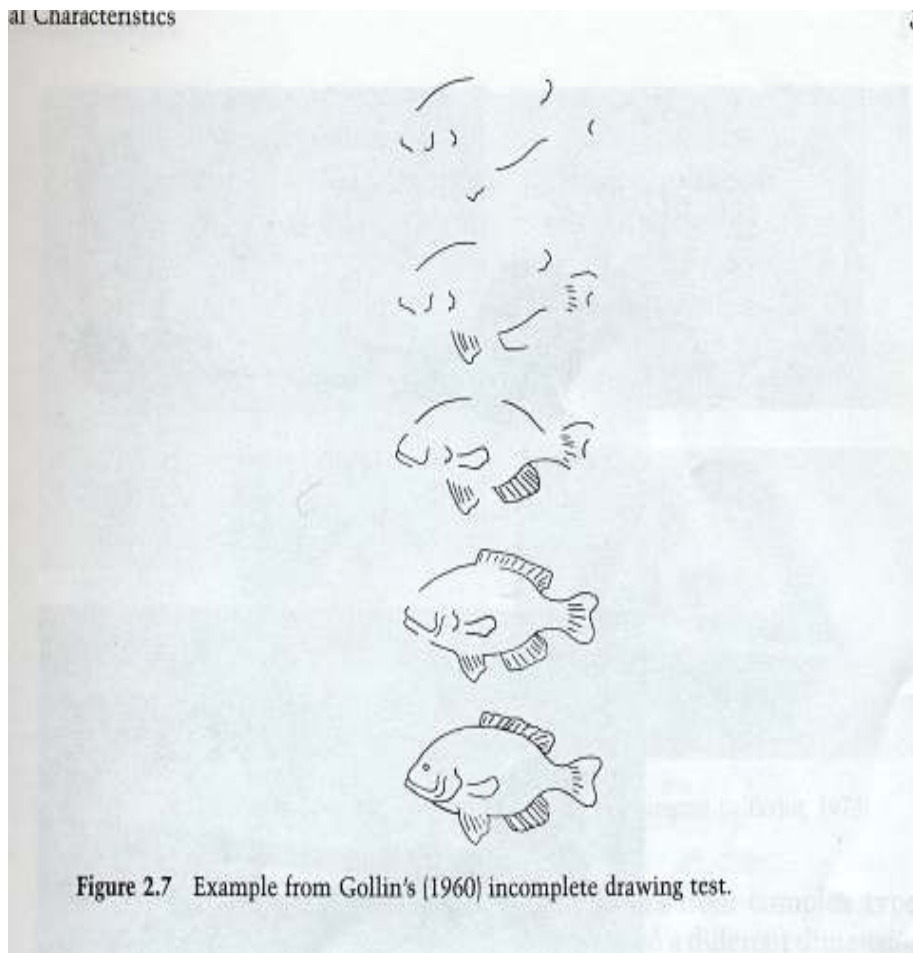 al Characteristics
Figure 2.7 Example from Gollin's (1960) incomplete drawing test.